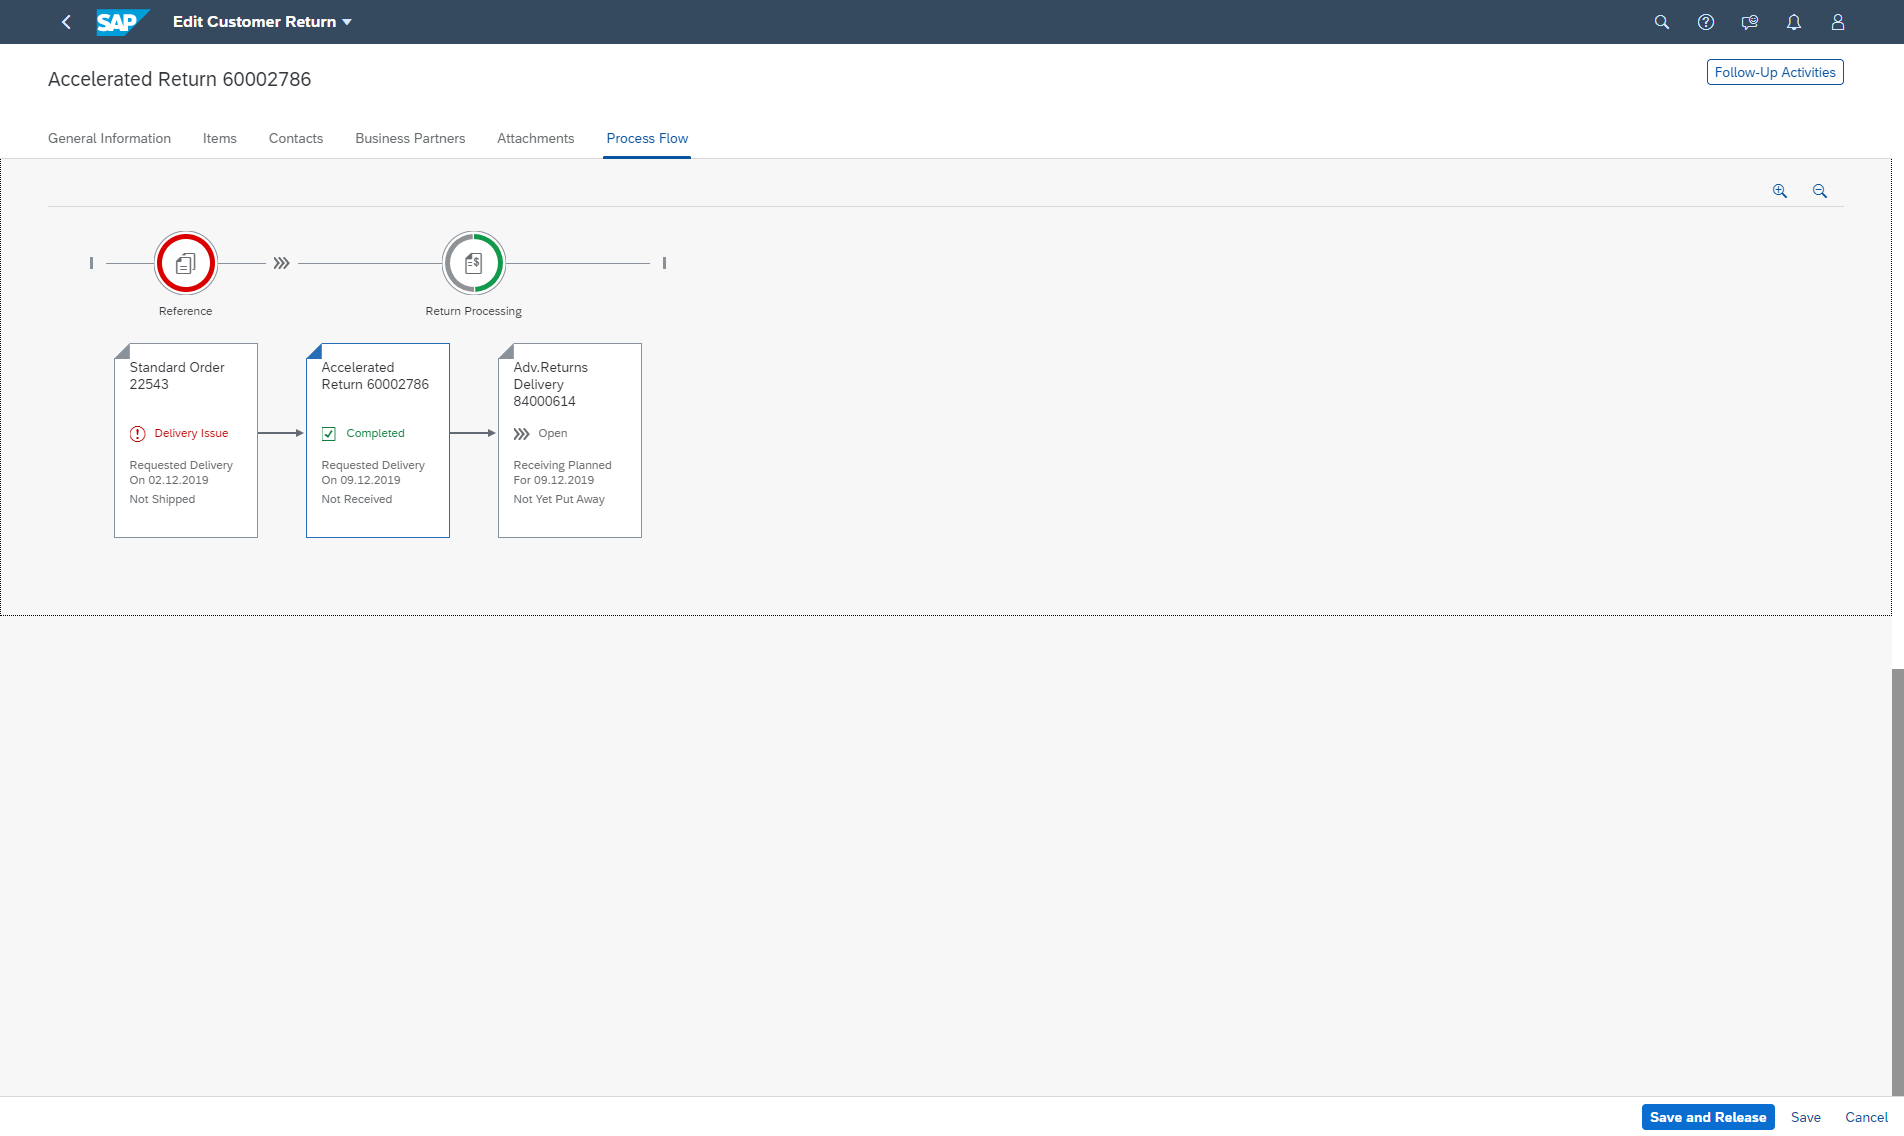 SAP
Edit Customer Return
Accelerated Return 60002786
Follow-Up Activities
General Information
Items
Contacts
Business Partners
Attachments
Process Flow
Reference
Return Processing
Standard Order
22543
Delivery Issue
Requested Delivery
On 02.12.2019
Not Shipped
Accelerated
Return 60002786
Completed
Requested Delivery
On 09.12.2019
Not Received
Adv.Returns
Delivery
84000614
Open
Receiving Planned
For 09.12.2019
Not Yet Put Away
Save and Release
Save
Cancel